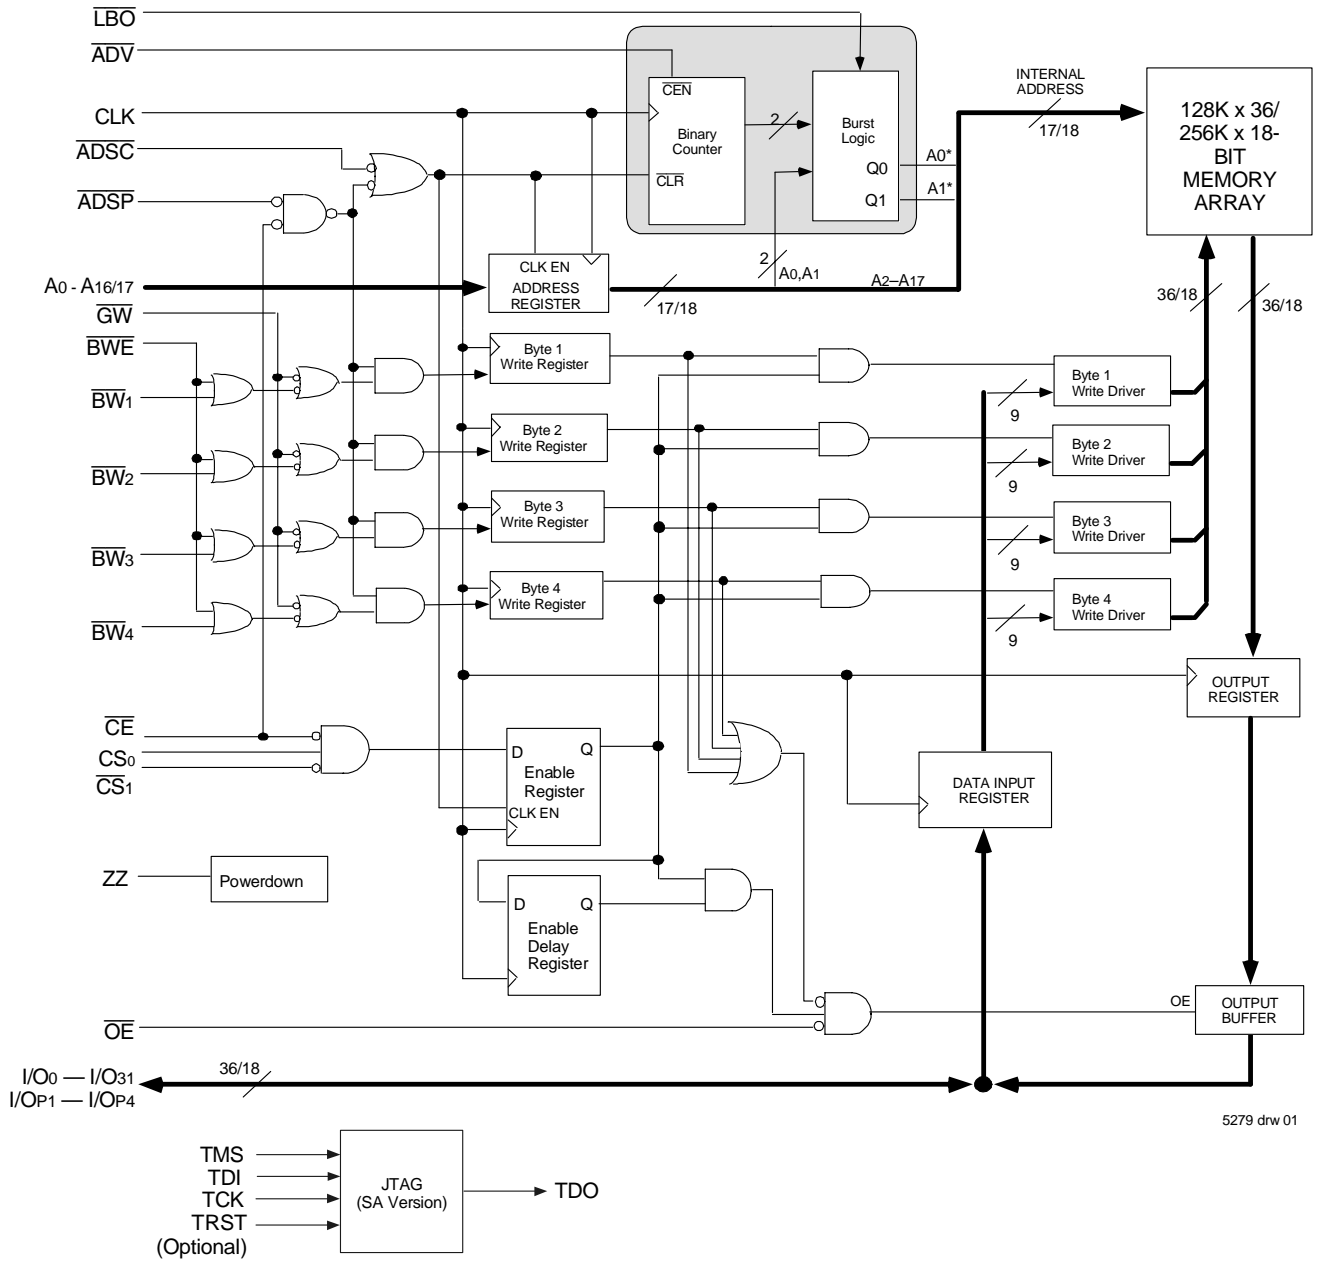 LBO
ADV
CLK
ADSC
ADSP
CEN
Binary
Counter
CLR
2
Burst
Logic
Q0
Q1
A0*
A1*
INTERNAL
ADDRESS
17/18
128K x 36/
256K x 18-
BIT
MEMORY
ARRAY
2
A0,A1
A2–A17
A0 - A16/17
CLK EN
ADDRESS
REGISTER
17/18
36/18
36/18
GW
BWE
BW1
Byte 1
Write Register
9
Byte 1
Write Driver
BW2
Byte 2
Write Register
9
Byte 2
Write Driver
BW3
Byte 3
Write Register
9
Byte 3
Write Driver
BW4
Byte 4
Write Register
9
Byte 4
Write Driver
OUTPUT
REGISTER
CE
CS0
CS1
D
Q
Enable
Register
CLK EN
DATA INPUT
REGISTER
ZZ
Powerdown
D
Q
Enable
Delay
Register
OE
OE
OUTPUT
BUFFER
I/O0 — I/O31
I/OP1 — I/OP4
36/18
5279 drw 01
TMS
TDI
TCK
TRST
(Optional)
JTAG
(SA Version)
TDO